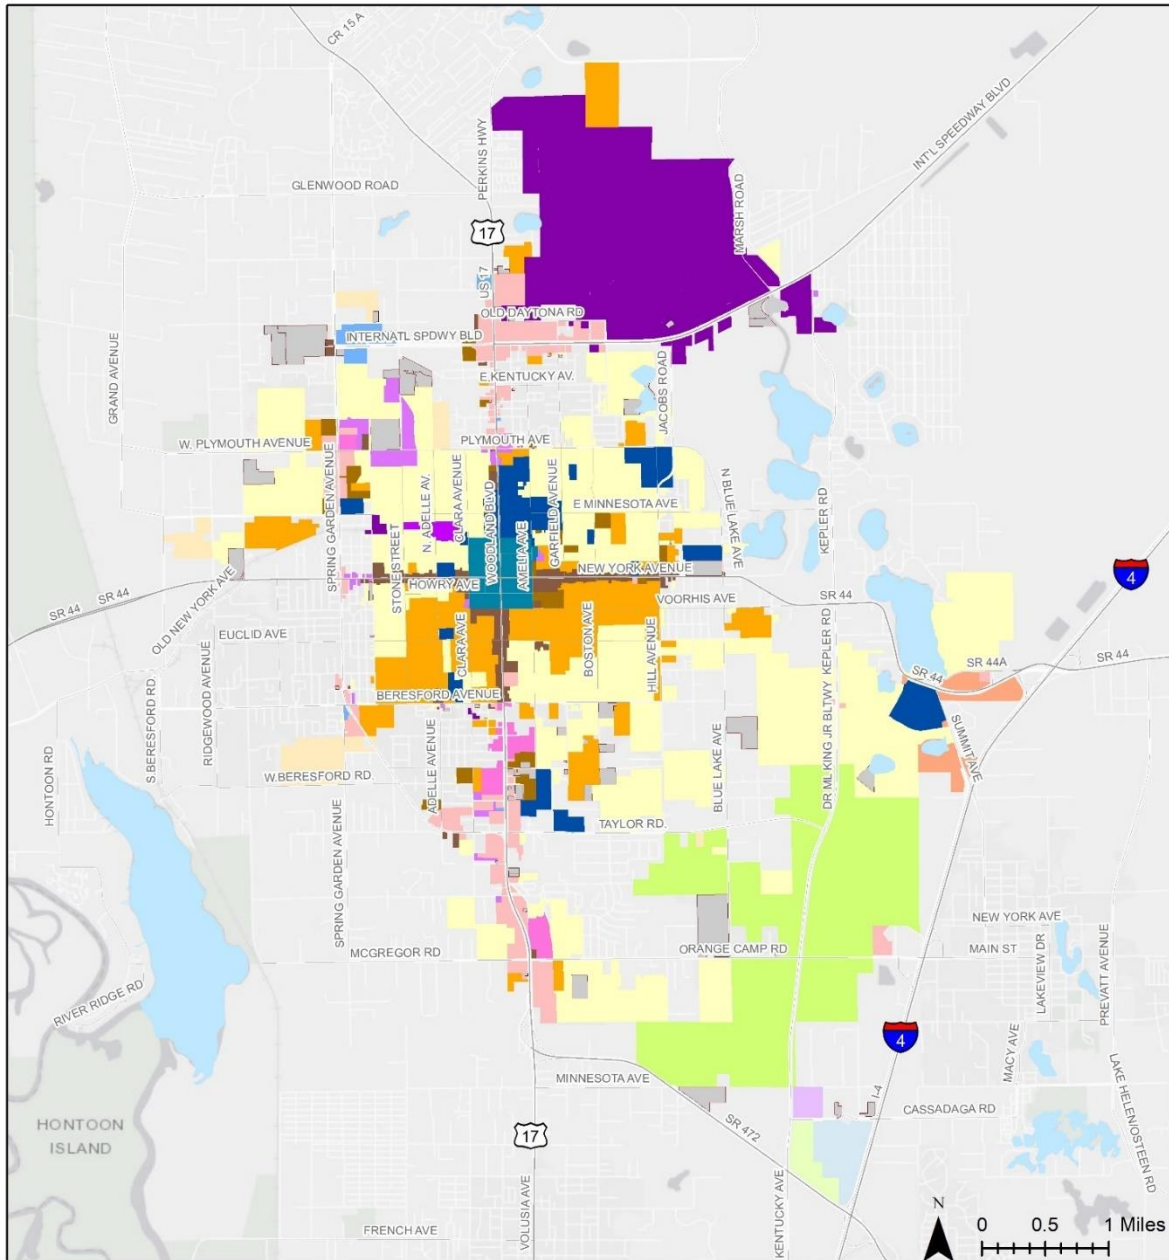 CR 15 A
INT'L SPEEDWAY BLVD
PERKINS HWY
GLENWOOD ROAD
MARSH ROAD
17
US 17
OLD DAYTONA RD
INTERNATL SPDWY BLD
GRAND AVENUE
E.KENTUCKY AV.
JACOBS ROAD
W. PLYMOUTH AVENUE
PLYMOUTH AVE
SPRING GARDEN AVENUE
N. ADELLE AV.
CLARA AVENUE
WOODLAND BLVD
AMELIA AVE
GARFIELD AVENUE
E MINNESOTA AVE
N BLUE LAKE AVE
KEPLER RD
STONE STREET
4
NEW YORK AVENUE
HOWRY AVE
SR 44
SR 44
OLD NEW YORK AVE
VOORHIS AVE
SR 44
EUCLID AVE
RIDGEWOOD AVENUE
CLARA AVE
BOSTON AVE
HILL AVENUE
DR ML KING JR BLTWY
KEPLER RD
SR 44
SR 44A
SR 44
BERESFORD AVENUE
S BERESFORD RD
HONTOON RD
W.BERESFORD RD.
ADELLE AVENUE
BLUE LAKE AVE
SUMMIT AVE
TAYLOR RD.
SPRING GARDEN AVENUE
NEW YORK AVE
MAIN ST
MCGREGOR RD
ORANGE CAMP RD
LAKEVIEW DR
PREVATT AVENUE
RIVER RIDGE RD
4
MACY AVE
MINNESOTA AVE
I-4
CASSADAGA RD
LAKE HELEN/OSTEEN RD
SR 472
HONTOON
ISLAND
17
VOLUSIA AVE
KENTUCKY AVE
FRENCH AVE
N
0 0.5 1 Miles